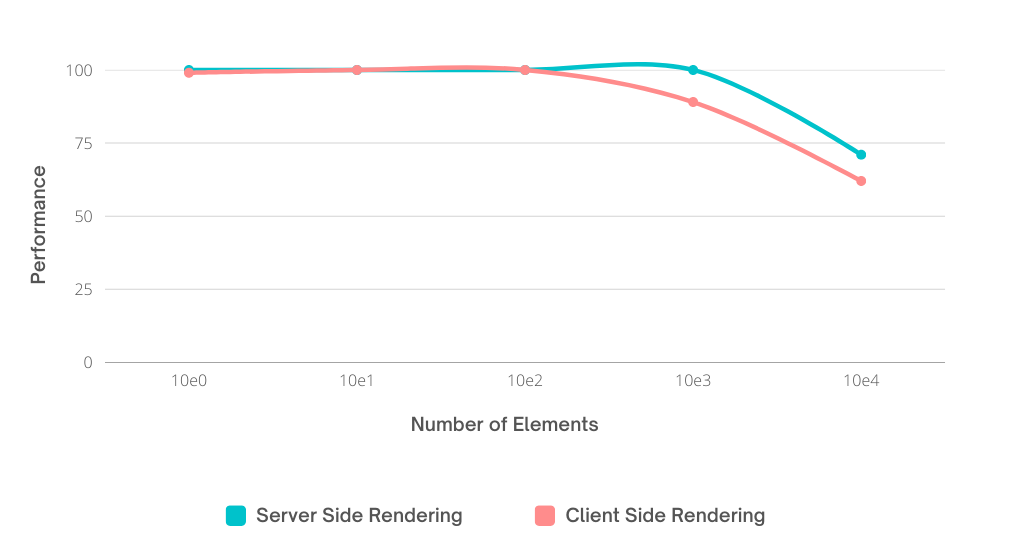 100
75
50
25
0
Performance
10e0 10e1 10e2 10e3 10e4
Number of Elements
Server Side Rendering Client Side Rendering